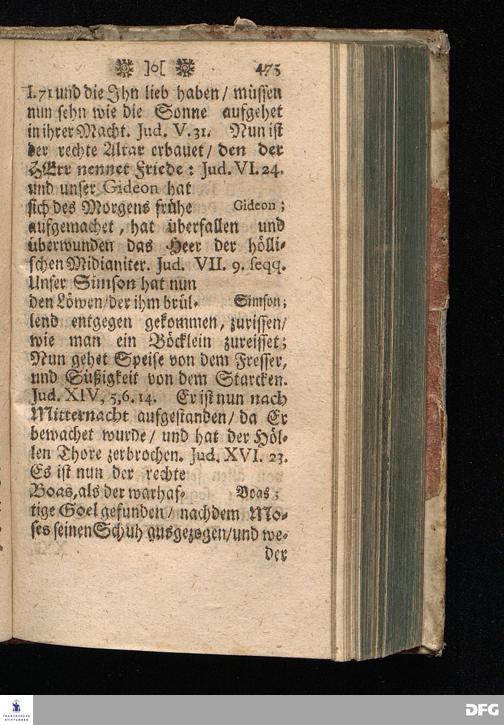 ]o[ 475
I. 71 und die Ihn lieb haben / müssen
nun sehn wie die Sonne aufgehet
in ihrer Macht. Jud. V. 31. Nun ist
der rechte Altar erbauet / den der
HErr nennet Friede: Jud. VI. 24.
und unser Gideon hat
sich des Morgens frühe Gideon;
aufgemachet, hat überfallen und
überwunden das Heer der hölli-
schen Midianiter. Jud. VII. 9. seqq.
Unser Simson hat nun
den Löwen / der ihm brül- Simson;
lend entgegen gekommen, zurissen /
wie man ein Böcklein zureisset;
Nun gehet Speise von dem Fresser,
und Süßigkeit von dem Starcken.
Jud. XIV, 5, 6. 14. Er ist nun nach
Mitternacht aufgestanden / da Er
bewachet wurde / und hat der Höl-
len Thore zerbrochen. Jud. XVI. 23.
Es ist nun der rechte
Boas, als der warhaf- Boas;
tige Goel gefunden / nachdem Mo-
ses seinen Schuh ausgezogen / und we-
der
FRANCKESCHE STIFTUNGEN
DFG